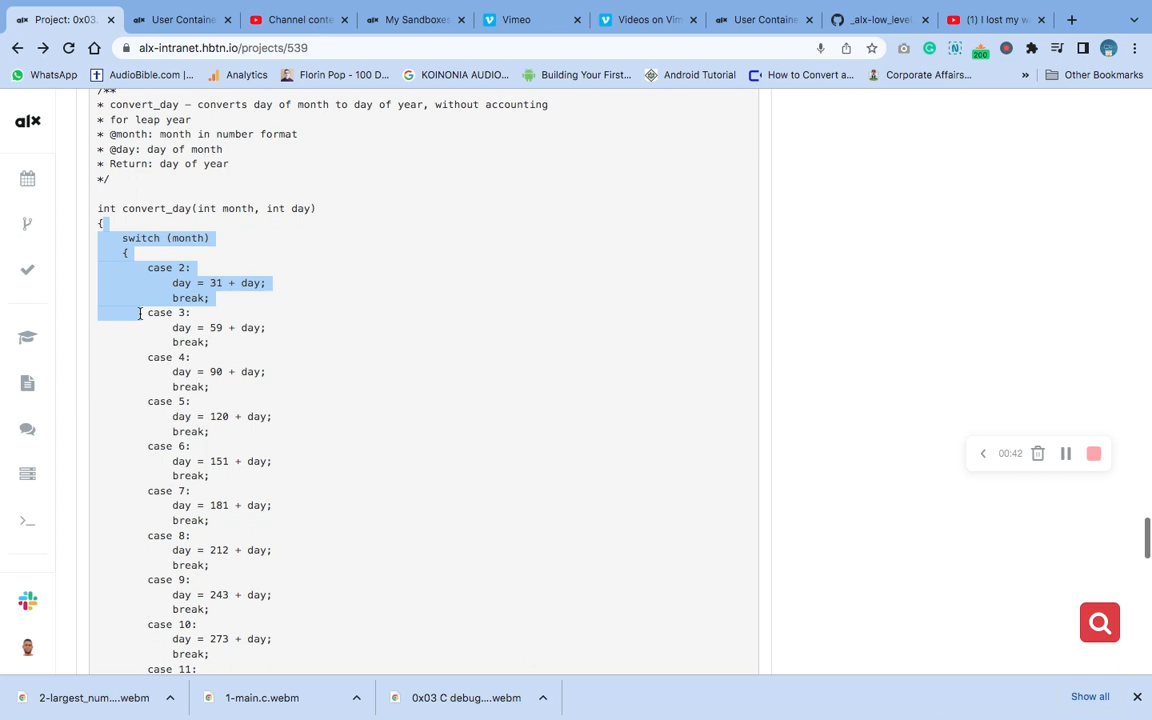 Project: 0x03.
User Containe
Channel conte
My Sandboxes
Vimeo
Videos on Vim
User Containe
_alx-low_level
(1) I lost my w
alx-intranet.hbtn.io/projects/539
WhatsApp
AudioBible.com |...
Analytics
Florin Pop - 100 D...
KOINONIA AUDIO...
Building Your First...
Android Tutorial
How to Convert a...
Corporate Affairs...
»
Other Bookmarks
200
alx
/**
* convert_day – converts day of month to day of year, without accounting
* for leap year
* @month: month in number format
* @day: day of month
* Return: day of year
*/
int convert_day(int month, int day)
{
switch (month)
{
case 2:
day = 31 + day;
break;
case 3:
day = 59 + day;
break;
case 4:
day = 90 + day;
break;
case 5:
day = 120 + day;
break;
case 6:
day = 151 + day;
break;
case 7:
day = 181 + day;
break;
case 8:
day = 212 + day;
break;
case 9:
day = 243 + day;
break;
case 10:
day = 273 + day;
break;
case 11:
00:42
2-largest_num....webm
1-main.c.webm
0x03 C debug....webm
Show all